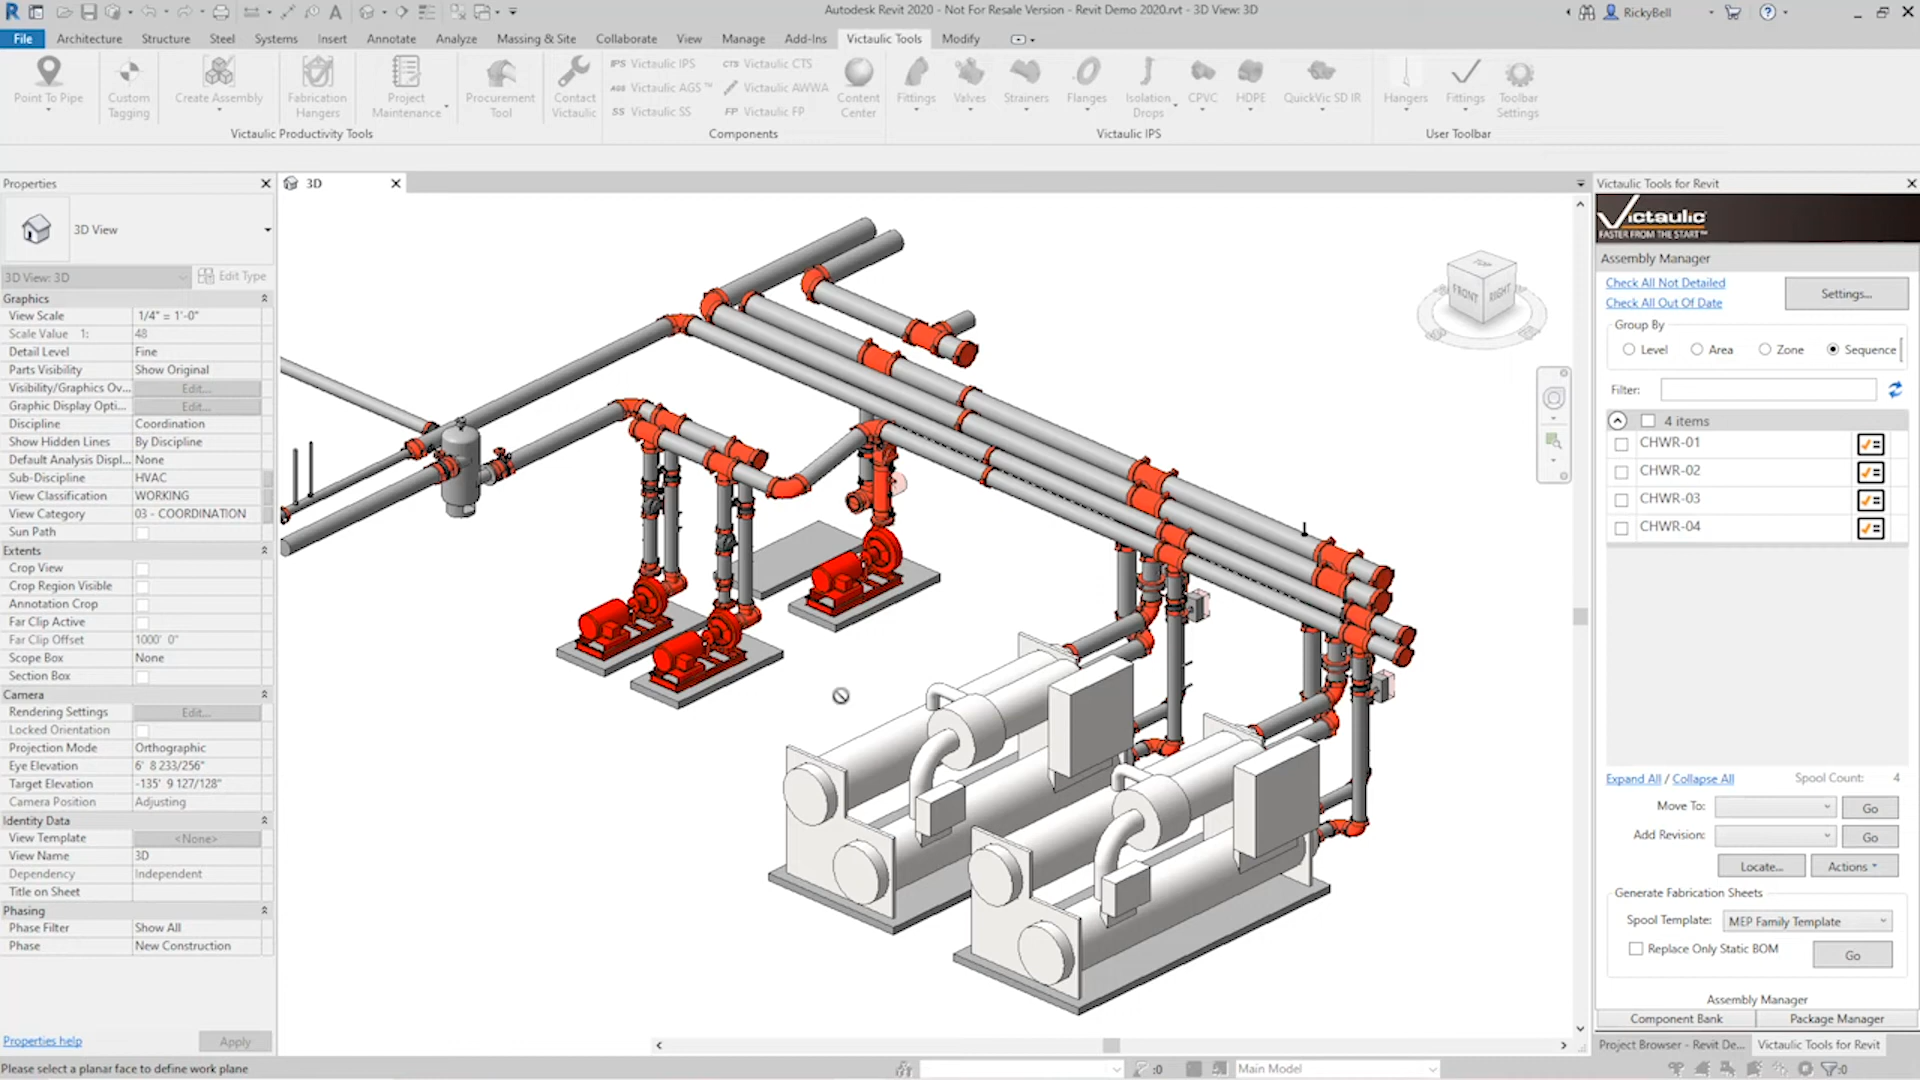 Autodesk Revit 2020 - Not For Resale Version - Revit Demo 2020.rvt - 3D View: 3D
RickyBell
File Architecture Structure Steel Systems Insert Annotate Analyze Massing & Site Collaborate View Manage Add-Ins Victaulic Tools Modify
Point To Pipe
Custom Tagging
Create Assembly
Fabrication Hangers
Project Maintenance
Procurement Tool
Contact Victaulic
IPS Victaulic IPS
AGS Victaulic AGS™
SS Victaulic SS
CTS Victaulic CTS
Victaulic AWWA
FP Victaulic FP
Content Center
Fittings
Valves
Strainers
Flanges
Isolation Drops
CPVC
HDPE
QuickVic SD IR
Hangers
Fittings
Toolbar Settings
Victaulic Productivity Tools
Components
Victaulic IPS
User Toolbar
Properties
3D View
3D View: 3D
Edit Type
Graphics
View Scale 1/4" = 1'-0"
Scale Value 1: 48
Detail Level Fine
Parts Visibility Show Original
Visibility/Graphics Ov... Edit...
Graphic Display Opti... Edit...
Discipline Coordination
Show Hidden Lines By Discipline
Default Analysis Displ... None
Sub-Discipline HVAC
View Classification WORKING
View Category 03 - COORDINATION
Sun Path
Extents
Crop View
Crop Region Visible
Annotation Crop
Far Clip Active
Far Clip Offset 1000' 0"
Scope Box None
Section Box
Camera
Rendering Settings Edit...
Locked Orientation
Projection Mode Orthographic
Eye Elevation 6' 8 233/256"
Target Elevation -135' 9 127/128"
Camera Position Adjusting
Identity Data
View Template <None>
View Name 3D
Dependency Independent
Title on Sheet
Phasing
Phase Filter Show All
Phase New Construction
Properties help
Apply
3D
TOP
FRONT
RIGHT
Victaulic Tools for Revit
Victaulic
FASTER FROM THE START™
Assembly Manager
Check All Not Detailed
Check All Out Of Date
Settings...
Group By
Level Area Zone Sequence
Filter:
4 items
CHWR-01
CHWR-02
CHWR-03
CHWR-04
Expand All / Collapse All
Spool Count: 4
Move To: Go
Add Revision: Go
Locate... Actions
Generate Fabrication Sheets
Spool Template: MEP Family Template
Replace Only Static BOM
Go
Assembly Manager
Component Bank Package Manager
Project Browser - Revit De... Victaulic Tools for Revit
Please select a planar face to define work plane
:0
Main Model
:0